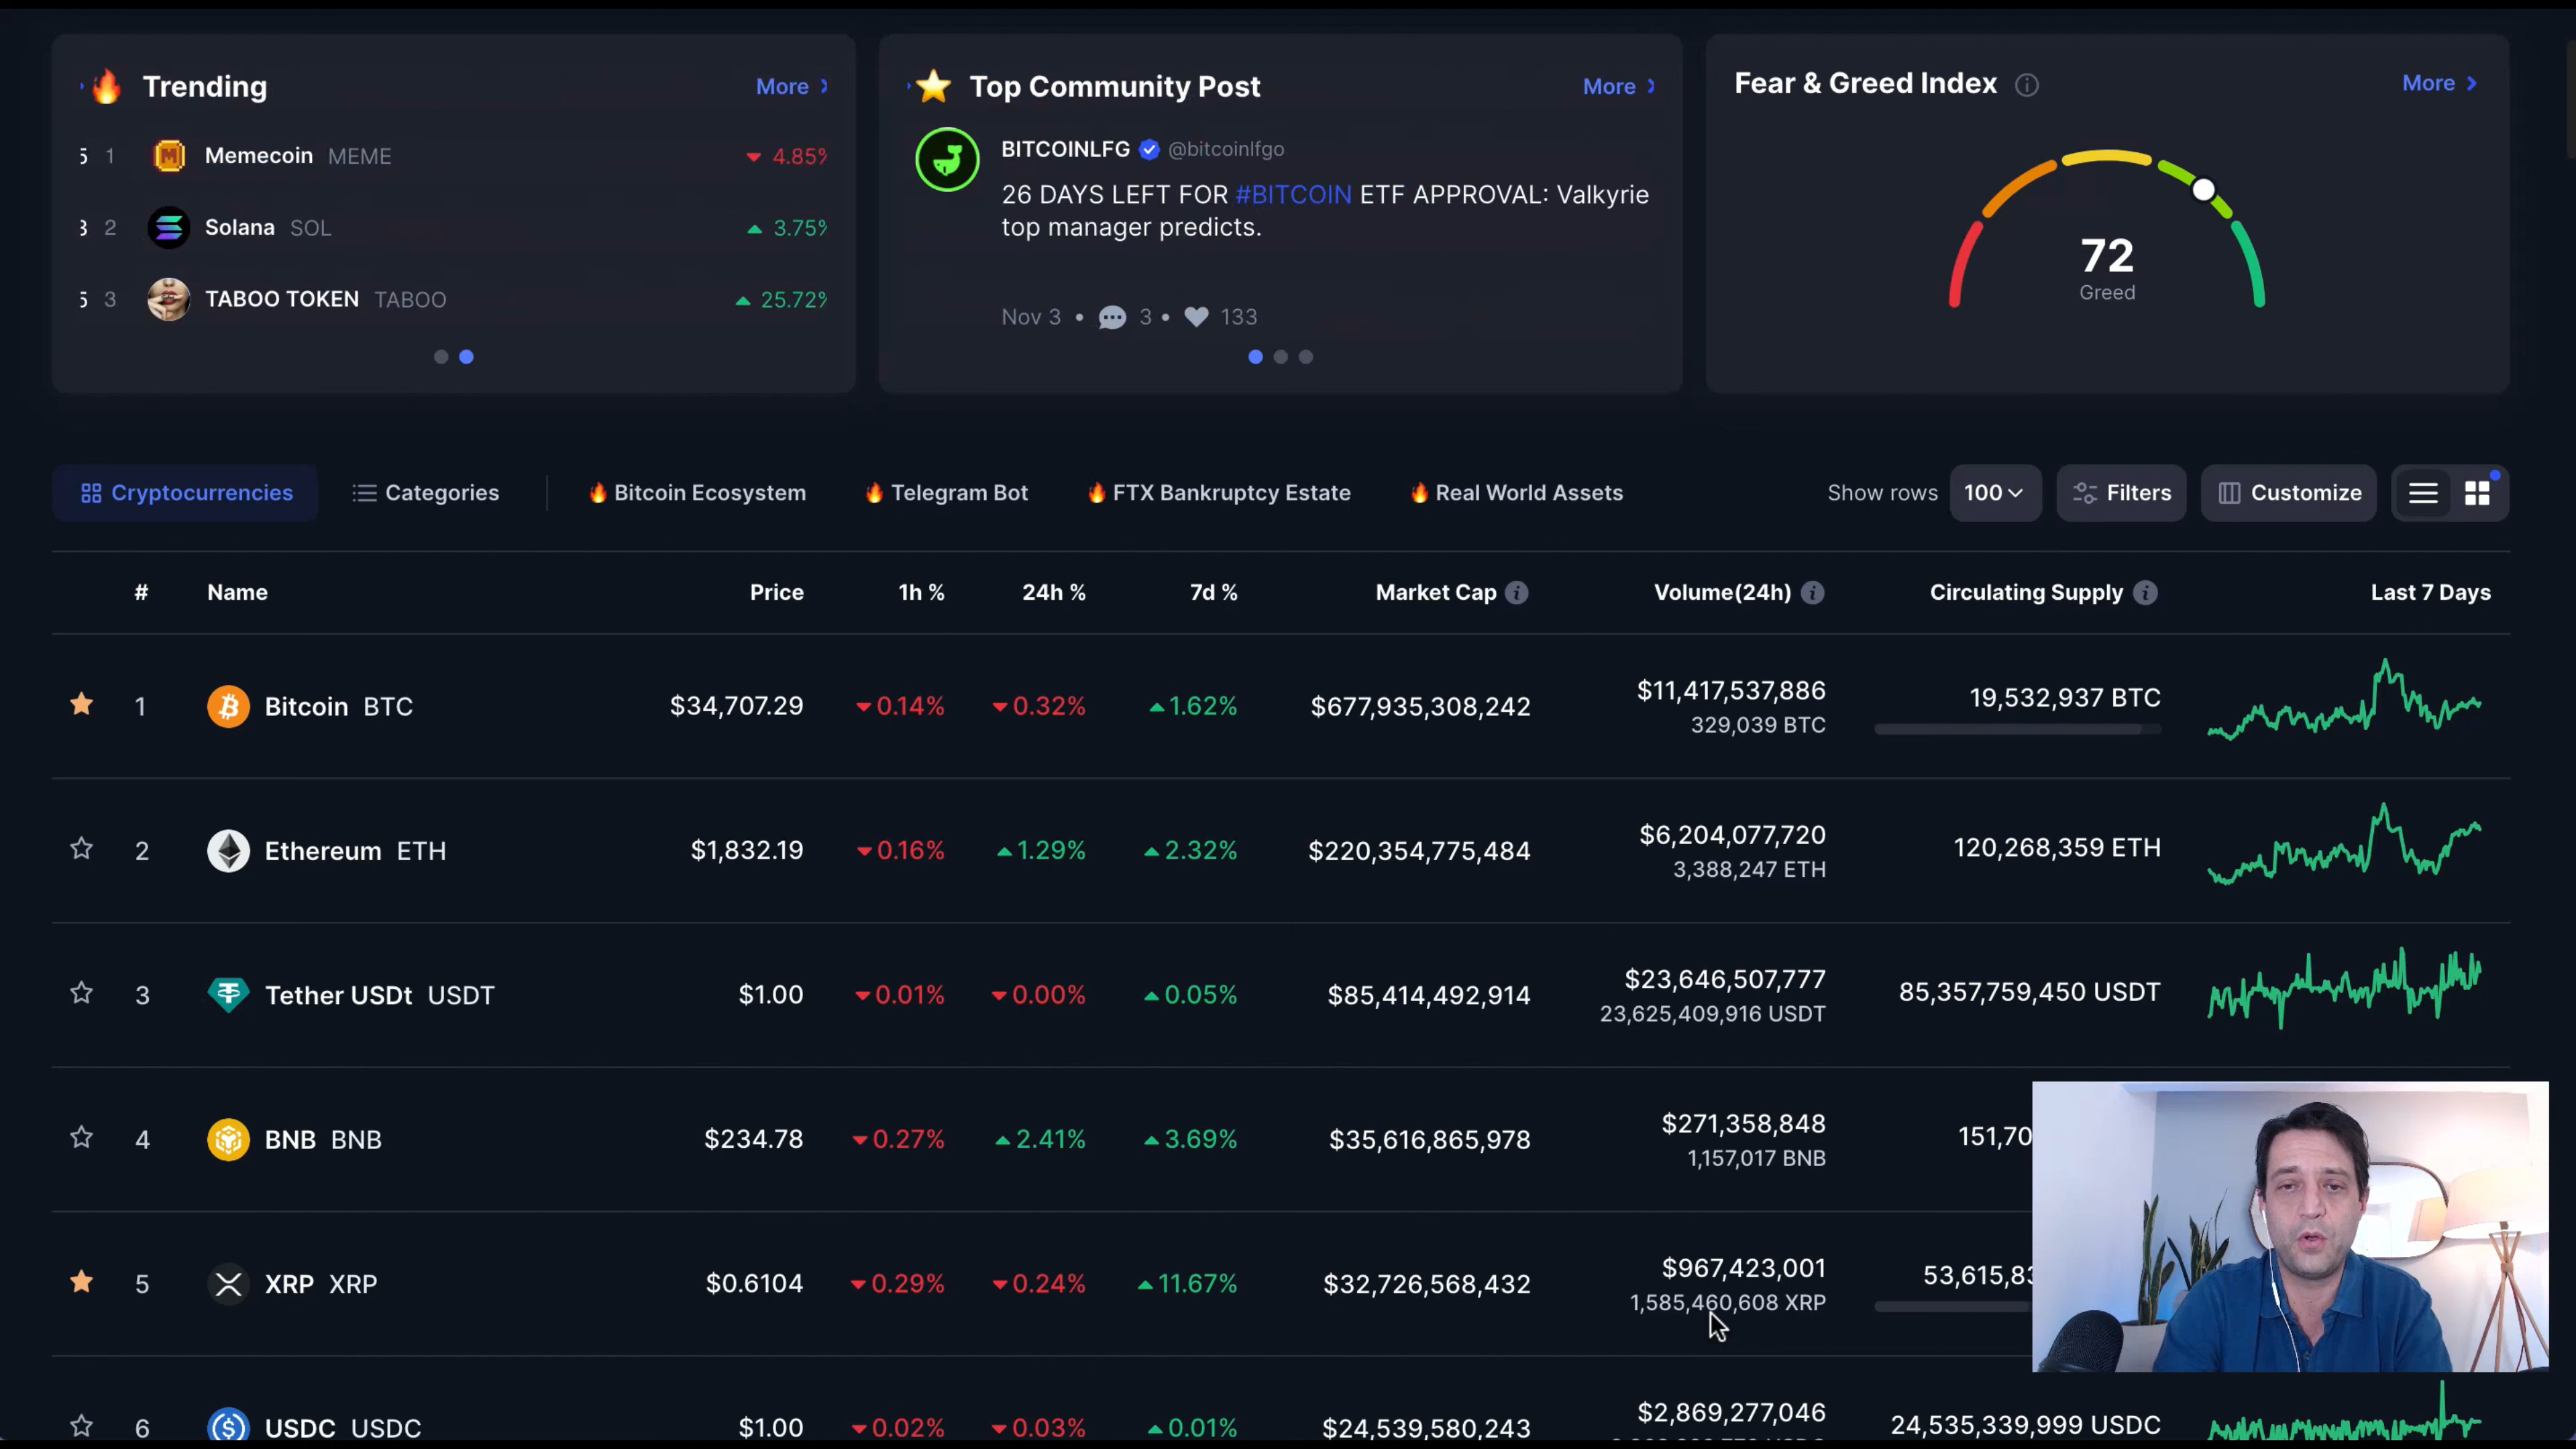 Trending
More
5 1 Memecoin MEME 4.85%
3 2 Solana SOL 3.75%
5 3 TABOO TOKEN TABOO 25.72%
Top Community Post
More
BITCOINLFG @bitcoinlfgo
26 DAYS LEFT FOR #BITCOIN ETF APPROVAL: Valkyrie
top manager predicts.
Nov 3 • 3 • 133
Fear & Greed Index
More
72
Greed
Cryptocurrencies Categories Bitcoin Ecosystem Telegram Bot FTX Bankruptcy Estate Real World Assets Show rows 100 Filters Customize
# Name Price 1h % 24h % 7d % Market Cap Volume(24h) Circulating Supply Last 7 Days
1 Bitcoin BTC $34,707.29 0.14% 0.32% 1.62% $677,935,308,242 $11,417,537,886 19,532,937 BTC
329,039 BTC
2 Ethereum ETH $1,832.19 0.16% 1.29% 2.32% $220,354,775,484 $6,204,077,720 120,268,359 ETH
3,388,247 ETH
3 Tether USDt USDT $1.00 0.01% 0.00% 0.05% $85,414,492,914 $23,646,507,777 85,357,759,450 USDT
23,625,409,916 USDT
4 BNB BNB $234.78 0.27% 2.41% 3.69% $35,616,865,978 $271,358,848 151,70
1,157,017 BNB
5 XRP XRP $0.6104 0.29% 0.24% 11.67% $32,726,568,432 $967,423,001 53,615,83
1,585,460,608 XRP
6 USDC USDC $1.00 0.02% 0.03% 0.01% $24,539,580,243 $2,869,277,046 24,535,339,999 USDC